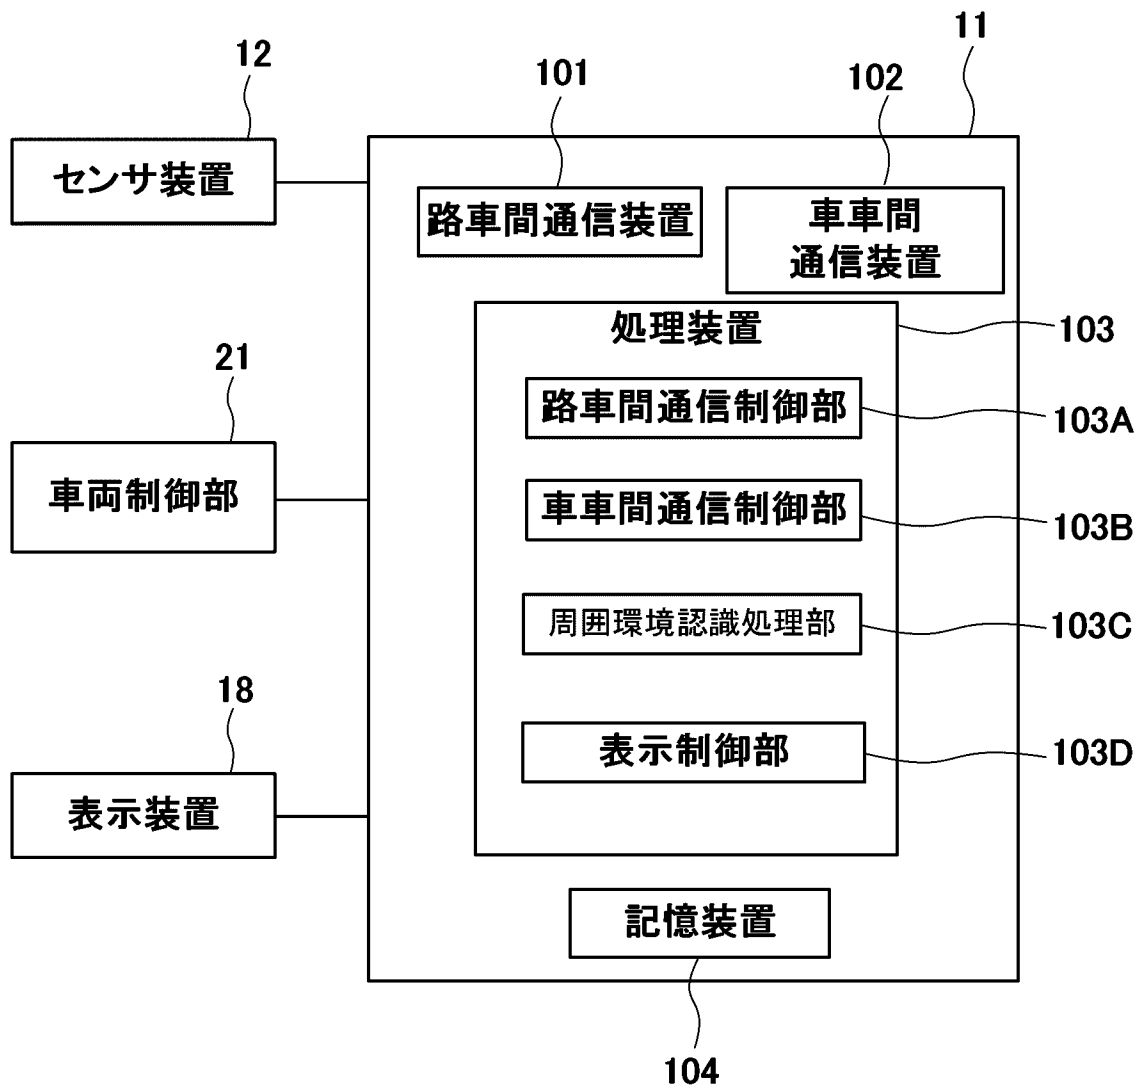 11
12
101
102
センサ装置
路車間通信装置
車車間
通信装置
処理装置
103
21
路車間通信制御部
103A
車両制御部
車車間通信制御部
103B
周囲環境認識処理部
103C
18
表示制御部
103D
表示装置
記憶装置
104